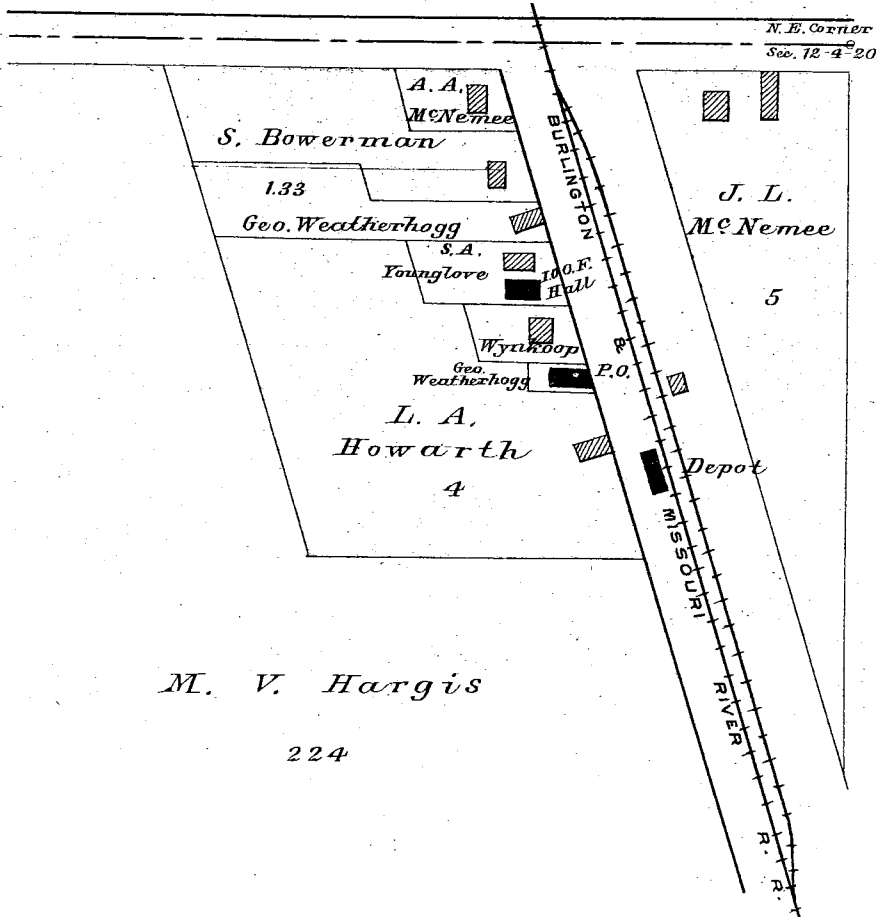 N.E. Corner
Sec. 12-4-20
A. A.
McNemee
S. Bowerman
1.33
Geo. Weatherhogg
S.A.
Younglove
I.O.O.F.
Hall
Wynkoop
Geo.
Weatherhogg
P.O.
L. A.
Howarth
4
J. L.
McNemee
5
Depot
BURLINGTON & MISSOURI RIVER R. R.
M. V. Hargis
224